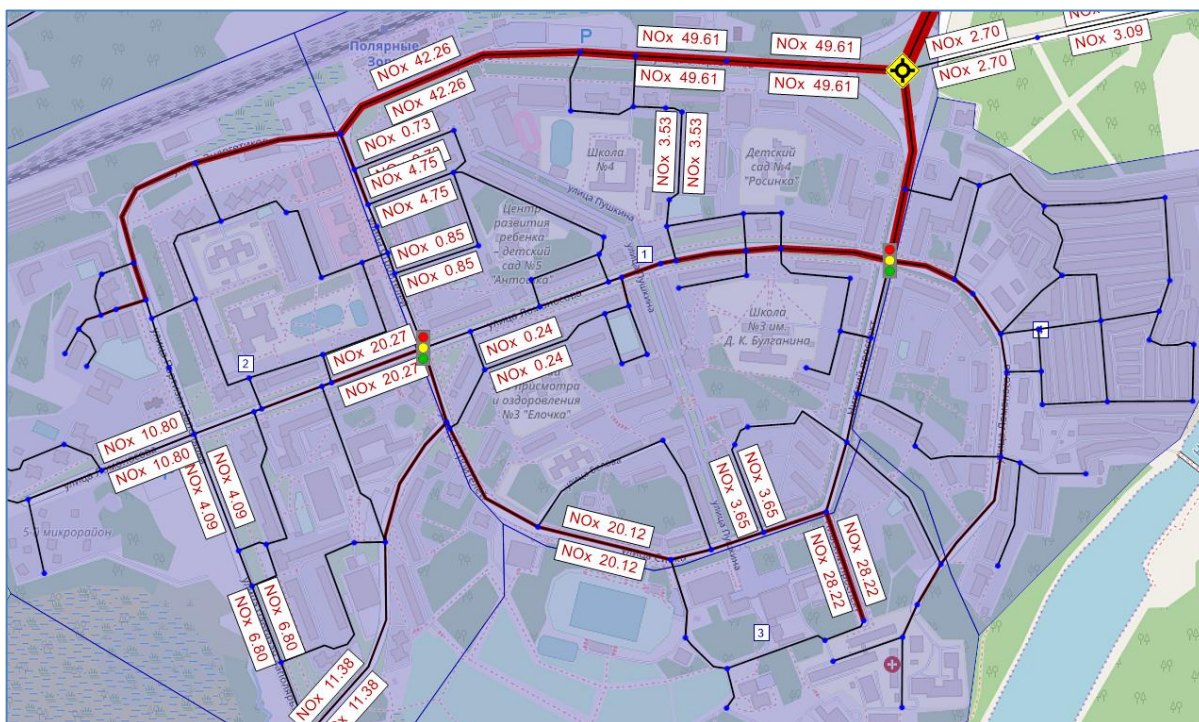 Полярные
P
NOx 42.26
NOx 42.26
NOx 49.61
NOx 49.61
NOx 49.61
NOx 49.61
NOx 2.70
NOx 2.70
NOx 3.09
NOx 0.73
NOx 4.75
NOx 4.75
NOx 3.53
NOx 3.53
Школа
№4
Детский
сад №4
"Росинка"
улица Пушкина
Центр
развития
ребенка
– детский
сад №5
"Антошка"
NOx 0.85
NOx 0.85
1
улица Пушкина
улица Ломоносова
Школа
№3 им.
Д. К. Булганина
NOx 20.27
NOx 20.27
2
NOx 0.24
NOx 0.24
присмотра
и оздоровления
№3 "Ёлочка"
NOx 10.80
NOx 10.80
NOx 4.09
NOx 4.09
5-й микрорайон
NOx 3.65
NOx 3.65
NOx 20.12
NOx 20.12
NOx 28.22
NOx 28.22
NOx 6.80
NOx 6.80
3
NOx 11.38
11.38